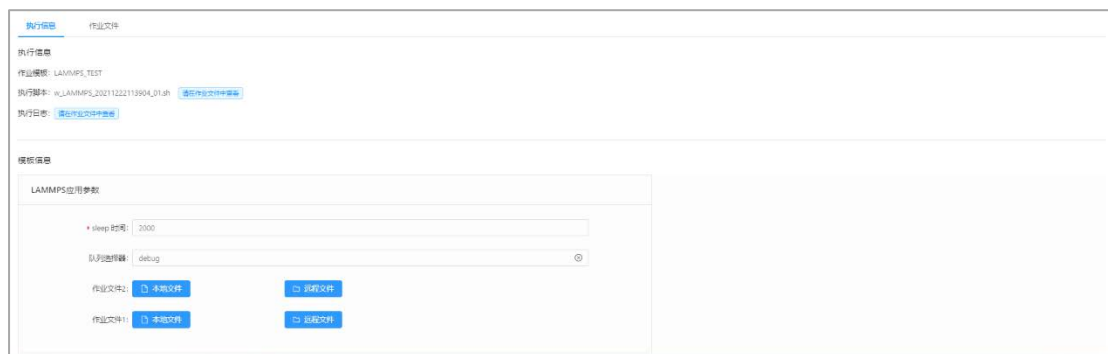 执行信息 作业文件
执行信息
作业模板: LAMMPS_TEST
执行脚本: w_LAMMPS_20211222113904_01.sh 请在作业文件中查看
执行日志: 请在作业文件中查看
模板信息
LAMMPS应用参数
* sleep 时间: 2000
队列选择器: debug
作业文件2: 本地文件 远程文件
作业文件1: 本地文件 远程文件